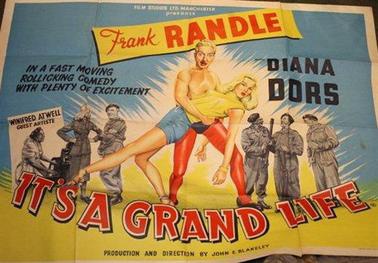 FILM STUDIOS LTD MANCHESTER
presents
Frank RANDLE
IN A FAST MOVING
ROLLICKING COMEDY
WITH PLENTY OF EXCITEMENT
DIANA
DORS
WINIFRED ATWELL
GUEST ARTISTE
IT'S A GRAND LIFE
PRODUCTION AND DIRECTION BY JOHN E. BLAKELEY